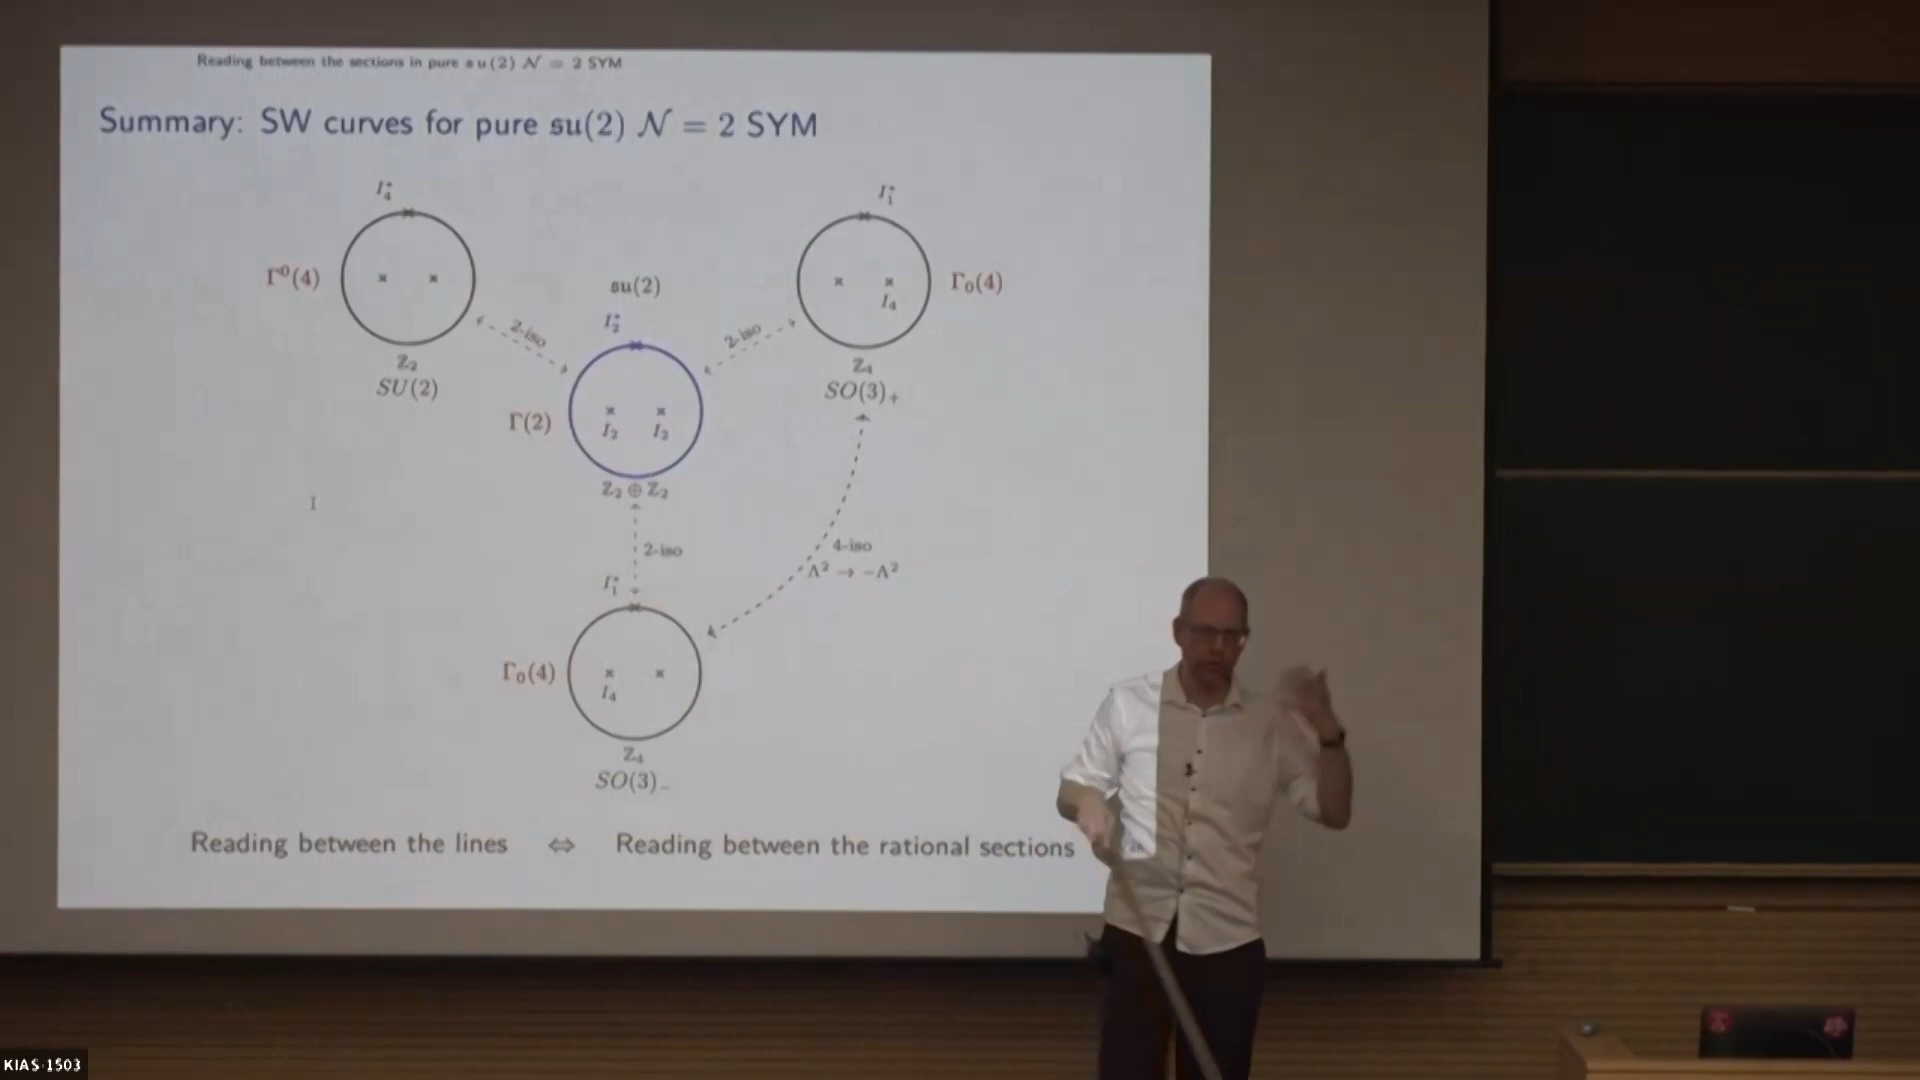 Reading between the sections in pure 𝔰𝔲(2) 𝒩 = 2 SYM
Summary: SW curves for pure 𝔰𝔲(2) 𝒩 = 2 SYM
I₄*
Γ⁰(4)
ℤ₂
SU(2)
I₁*
Γ₀(4)
I₄
ℤ₄
SO(3)₊
𝔰𝔲(2)
I₂*
2-iso
2-iso
Γ(2)
I₂ I₂
ℤ₂ ⊕ ℤ₂
2-iso
4-iso
Λ² → -Λ²
I₁*
Γ₀(4)
I₄
ℤ₄
SO(3)₋
Reading between the lines ⇔ Reading between the rational sections
KIAS 1503